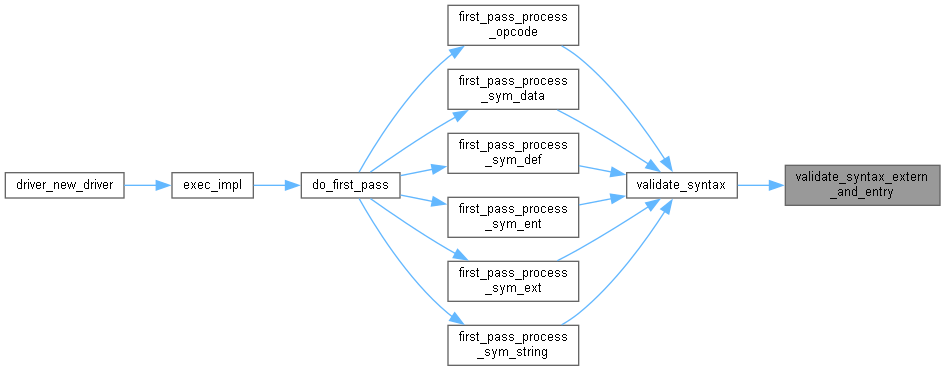 driver_new_driver
exec_impl
do_first_pass
first_pass_process
_opcode
first_pass_process
_sym_data
first_pass_process
_sym_def
first_pass_process
_sym_ent
first_pass_process
_sym_ext
first_pass_process
_sym_string
validate_syntax
validate_syntax_extern
_and_entry